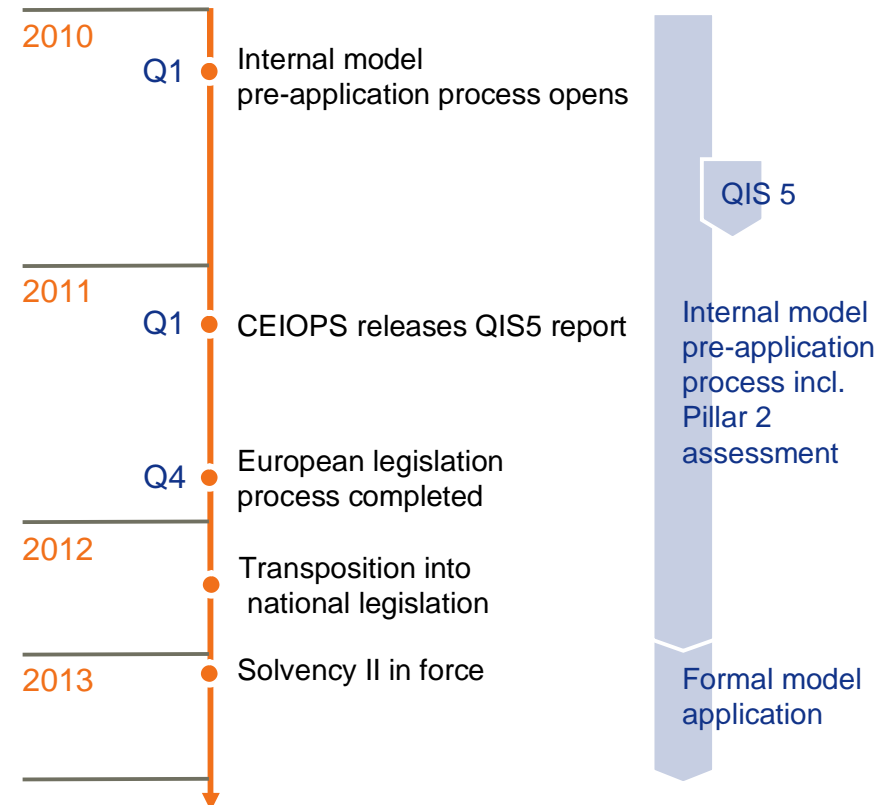 2010
Q1
Internal model
pre-application process opens
QIS 5
2011
Q1
CEIOPS releases QIS5 report
Internal model
pre-application
process incl.
Pillar 2
assessment
Q4
European legislation
process completed
2012
Transposition into
national legislation
2013
Solvency II in force
Formal model
application